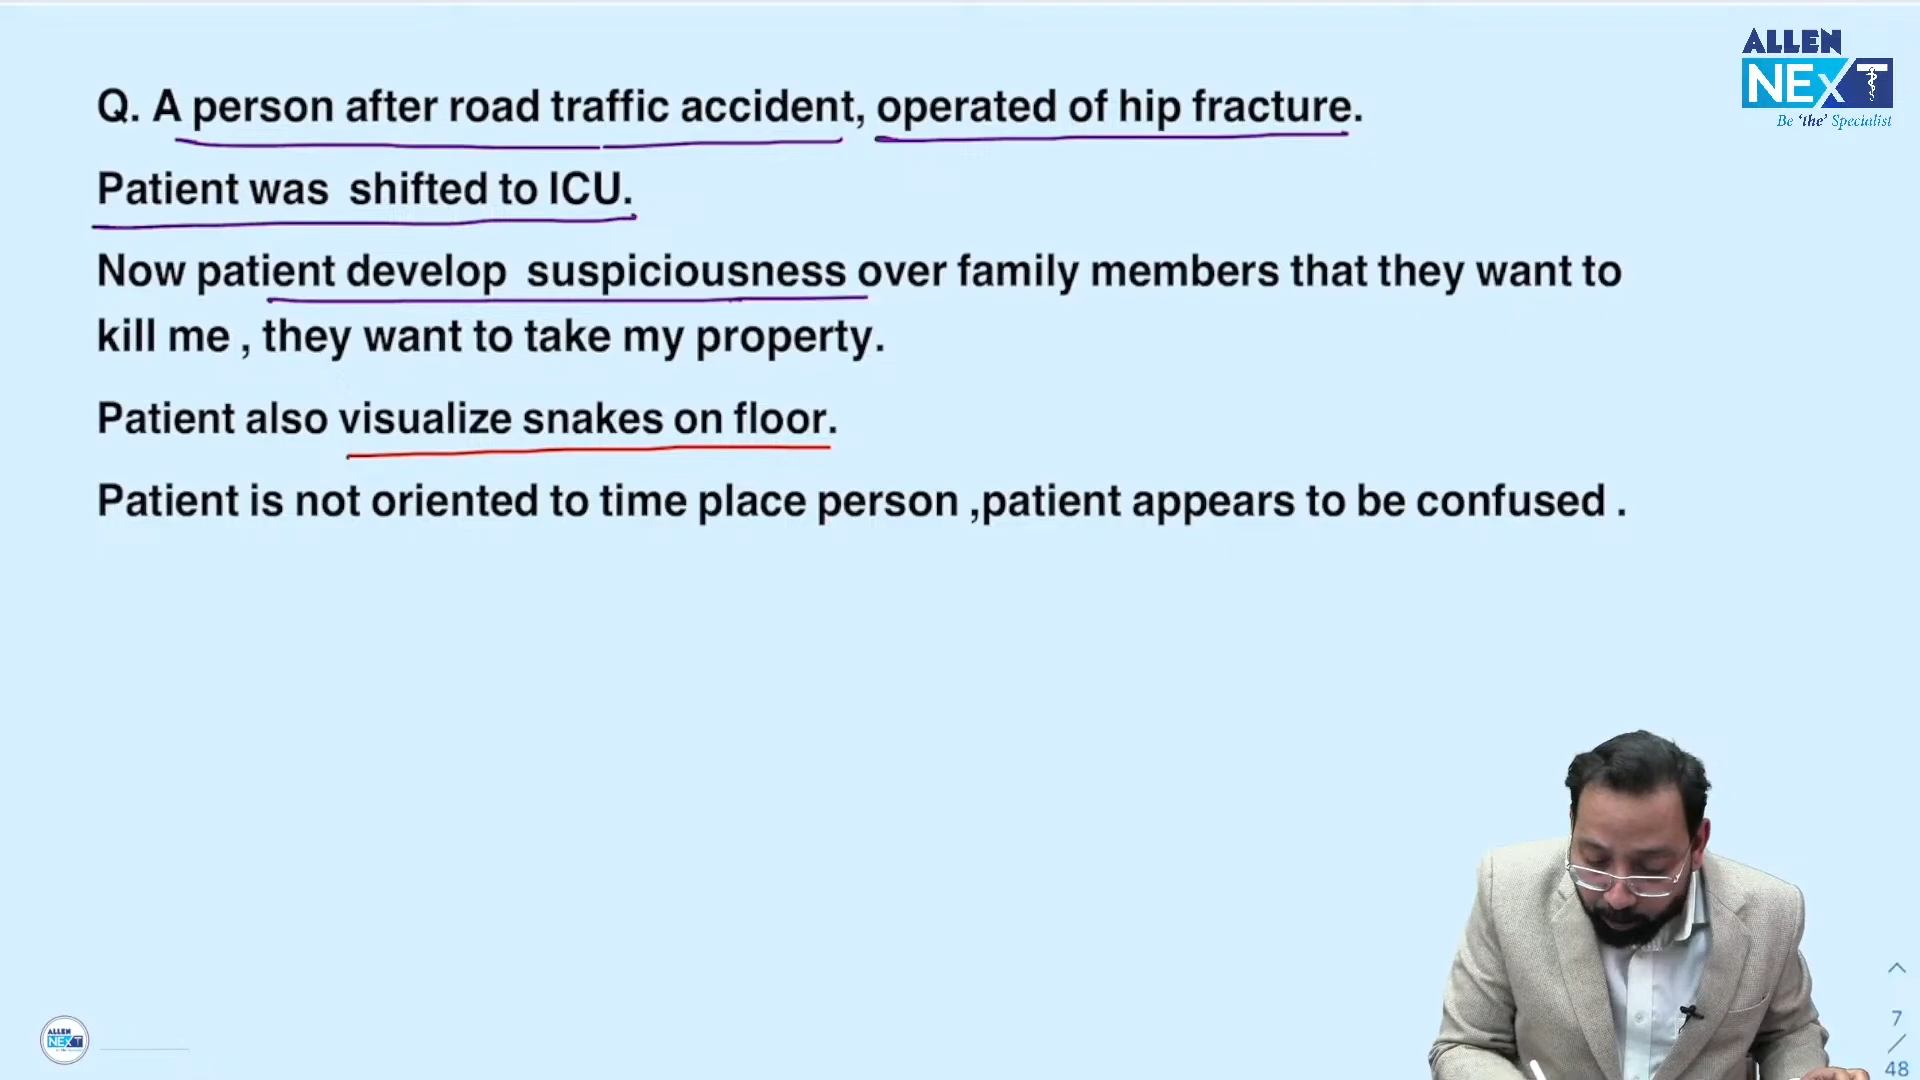 ALLEN
NEXT
Be 'the' Specialist
Q. A person after road traffic accident, operated of hip fracture.
Patient was shifted to ICU.
Now patient develop suspiciousness over family members that they want to
kill me , they want to take my property.
Patient also visualize snakes on floor.
Patient is not oriented to time place person ,patient appears to be confused .
7
/
48
ALLEN
NEXT